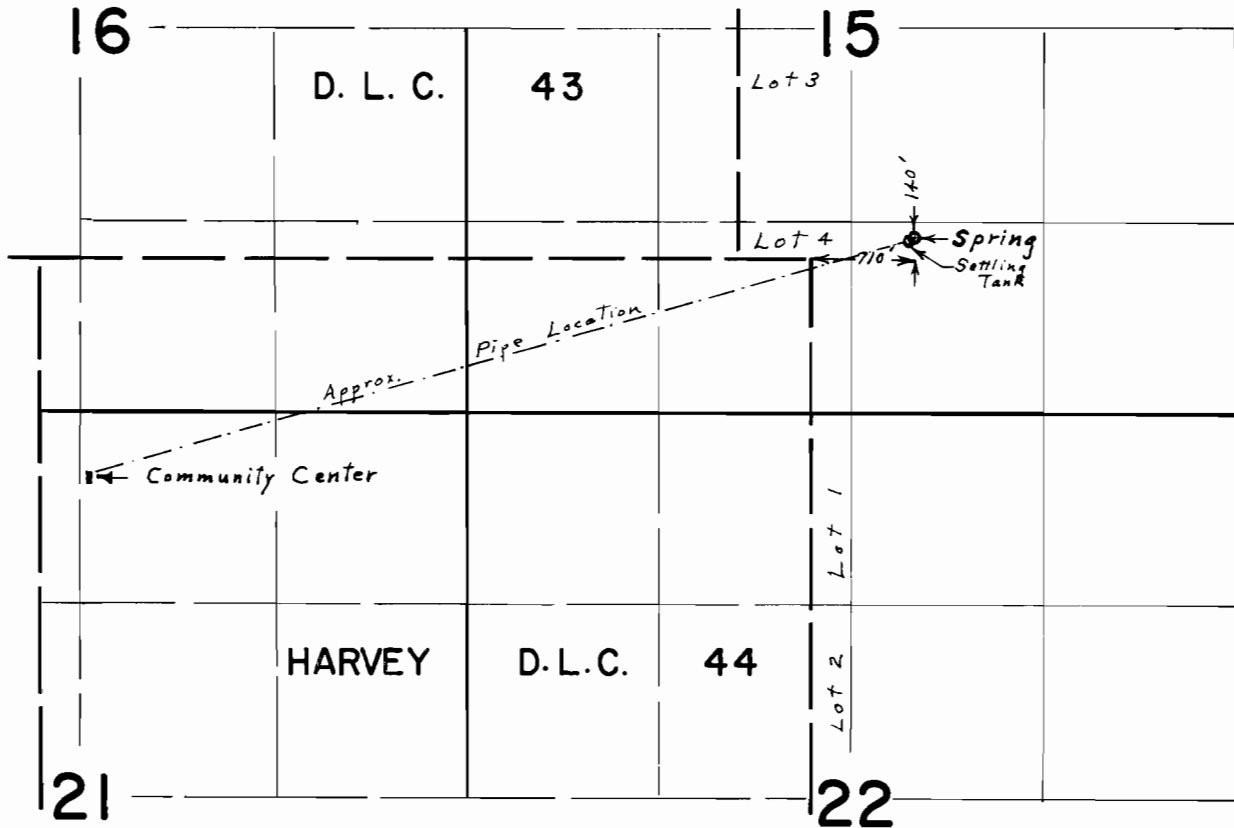 16
15
D. L. C. 43
Lot 3
140'
Lot 4
710'
Spring
Settling
Tank
Approx. Pipe Location
Community Center
Lot 1
HARVEY D.L.C. 44
Lot 2
21
22